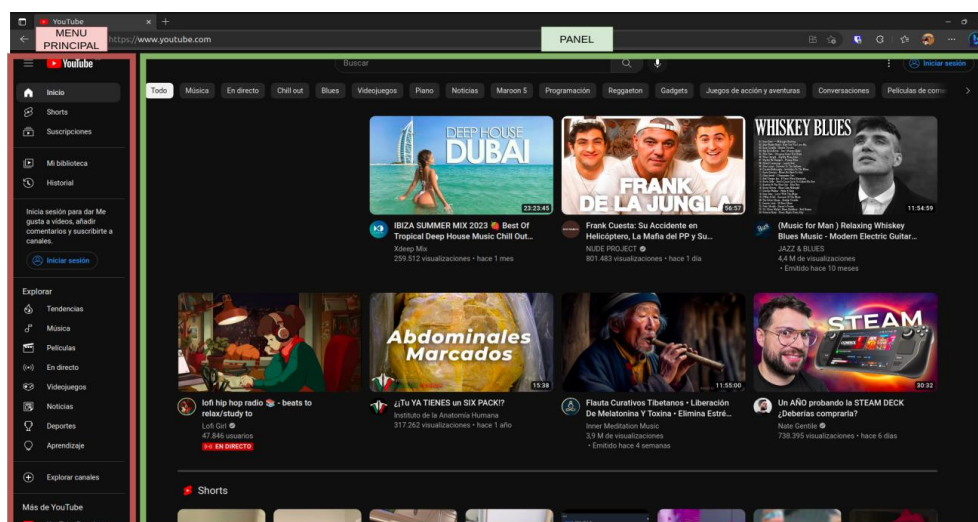 YouTube
MENU
PRINCIPAL
https://www.youtube.com
PANEL
YouTube
Buscar
Iniciar sesión
Inicio
Shorts
Suscripciones
Mi biblioteca
Historial
Inicia sesión para dar Me
gusta a vídeos, añadir
comentarios y suscribirte a
canales.
Iniciar sesión
Explorar
Tendencias
Música
Películas
En directo
Videojuegos
Noticias
Deportes
Aprendizaje
Explorar canales
Más de YouTube
Todo
Música
En directo
Chill out
Blues
Videojuegos
Piano
Noticias
Maroon 5
Programación
Reggaeton
Gadgets
Juegos de acción y aventuras
Conversaciones
Películas de come
DEEP HOUSE
DUBAI
23:23:45
IBIZA SUMMER MIX 2023 🍓 Best Of
Tropical Deep House Music Chill Out...
Xdeep Mix
259.512 visualizaciones • hace 1 mes
FRANK
DE LA JUNGLA
56:57
Frank Cuesta: Su Accidente en
Helicóptero, La Mafia del PP y Su...
NUDE PROJECT
801.483 visualizaciones • hace 1 día
WHISKEY BLUES
11:54:59
(Music for Man ) Relaxing Whiskey
Blues Music - Modern Electric Guitar...
JAZZ & BLUES
4,4 M de visualizaciones
• Emitido hace 10 meses
lofi hip hop radio 📚 - beats to
relax/study to
Lofi Girl
47.846 usuarios
EN DIRECTO
Abdominales
Marcados
15:38
¡¿Tu YA TIENES un SIX PACK!?
Instituto de la Anatomía Humana
317.262 visualizaciones • hace 1 año
11:55:00
Flauta Curativos Tibetanos • Liberación
De Melatonina Y Toxina • Elimina Estré...
Inner Meditation Music
3,9 M de visualizaciones
• Emitido hace 4 semanas
STEAM
30:32
Un AÑO probando la STEAM DECK
¿Deberías comprarla?
Nate Gentile
738.395 visualizaciones • hace 6 días
Shorts